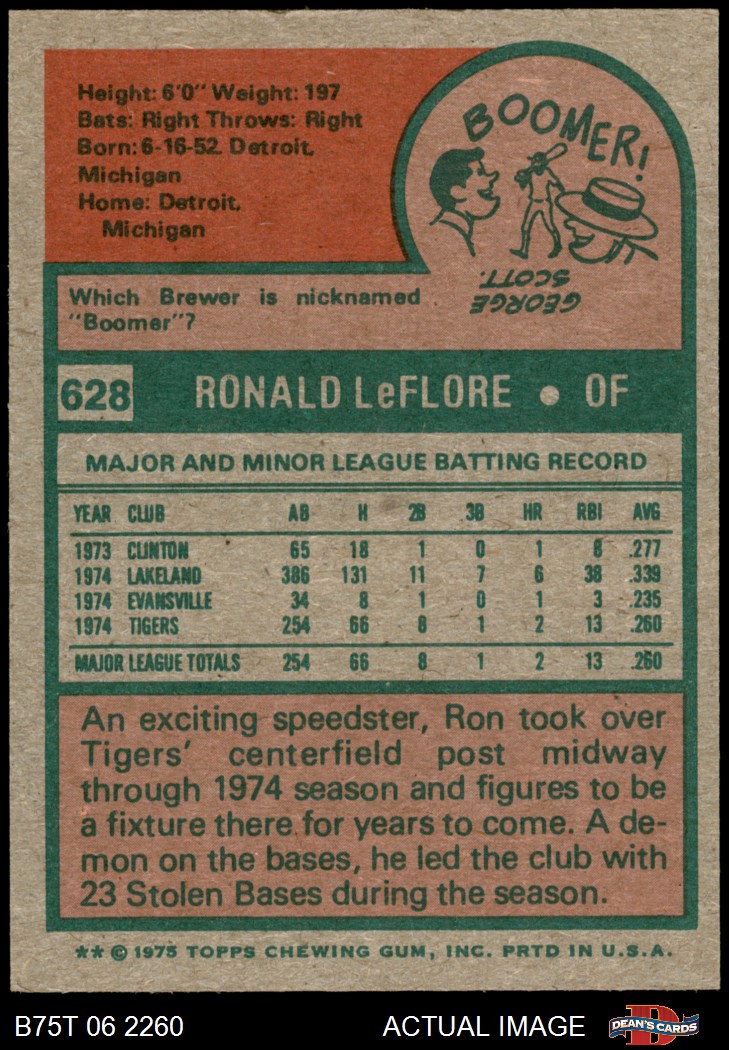 Height: 6'0" Weight: 197
Bats: Right Throws: Right
Born: 6-16-52 Detroit,
Michigan
Home: Detroit,
Michigan
BOOMER!
GEORGE
SCOTT.
Which Brewer is nicknamed
"Boomer"?
628 RONALD LeFLORE • OF
MAJOR AND MINOR LEAGUE BATTING RECORD
YEAR CLUB AB H 2B 3B HR RBI AVG
1973 CLINTON 65 18 1 0 1 8 .277
1974 LAKELAND 386 131 11 7 6 38 .339
1974 EVANSVILLE 34 8 1 0 1 3 .235
1974 TIGERS 254 66 8 1 2 13 .260
MAJOR LEAGUE TOTALS 254 66 8 1 2 13 .260
An exciting speedster, Ron took over
Tigers' centerfield post midway
through 1974 season and figures to be
a fixture there for years to come. A de-
mon on the bases, he led the club with
23 Stolen Bases during the season.
** © 1975 TOPPS CHEWING GUM, INC. PRTD IN U.S.A.
B75T 06 2260 ACTUAL IMAGE DEAN'S CARDS